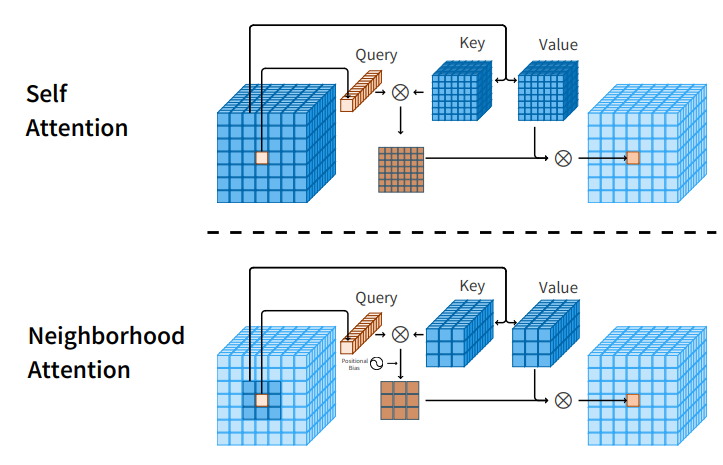 Self
Attention
Query
Key
Value
Neighborhood
Attention
Query
Key
Value
Positional
Bias